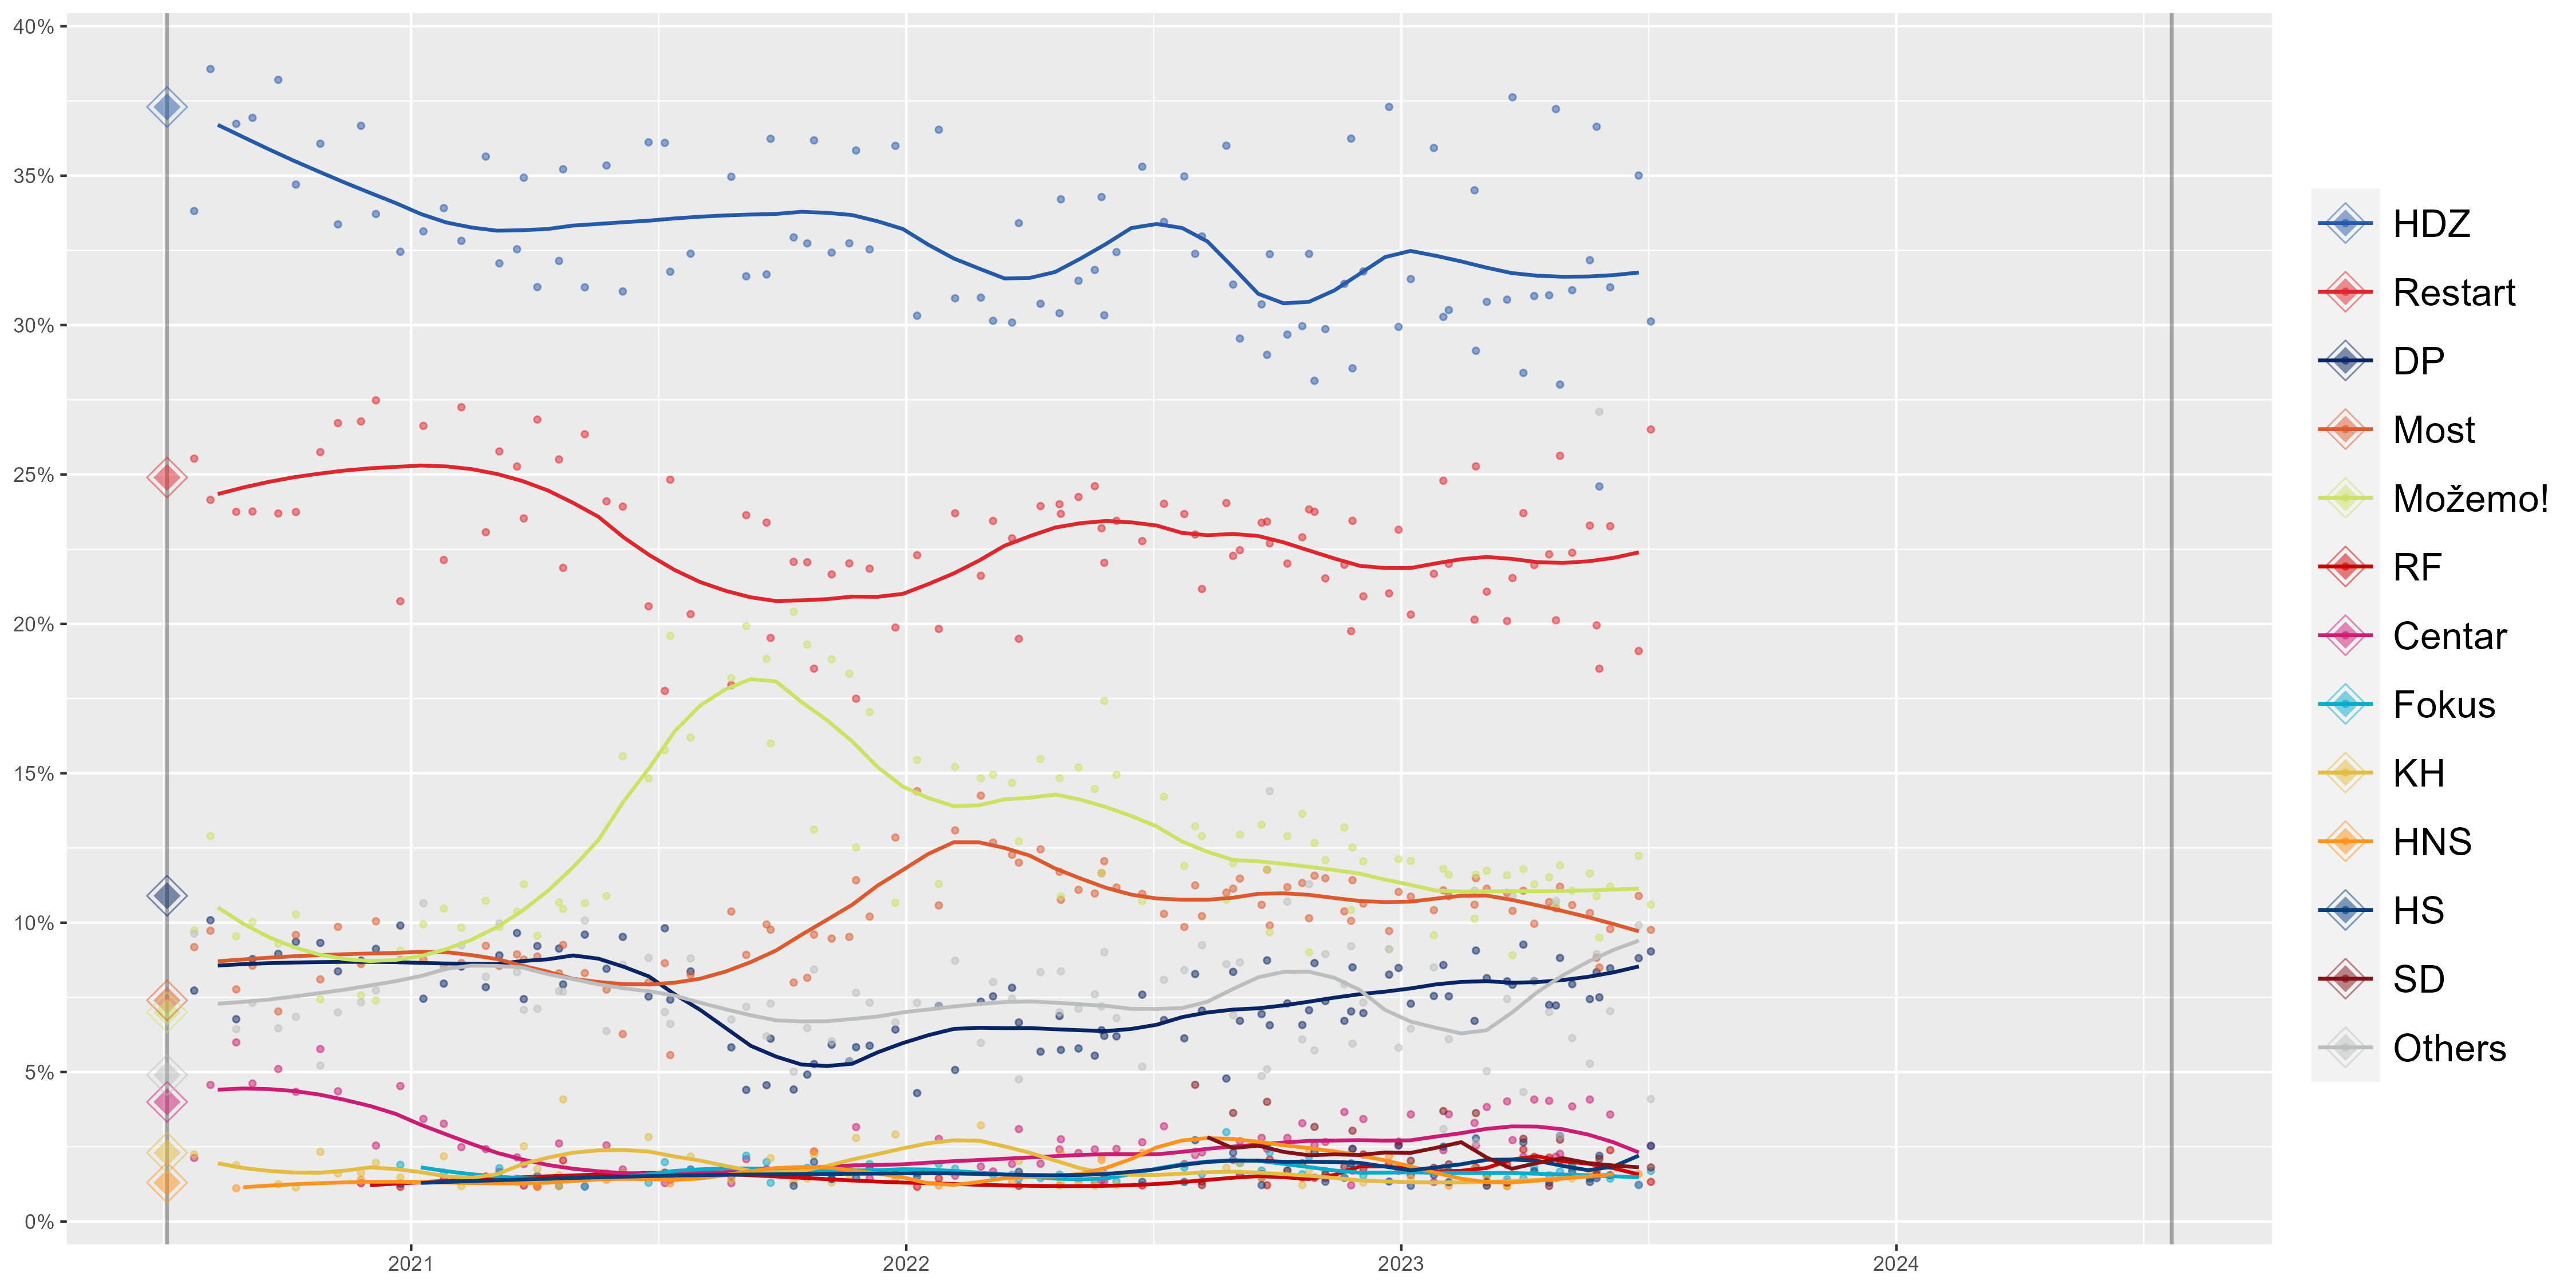 40%
35%
30%
25%
20%
15%
10%
5%
0%
2021
2022
2023
2024
HDZ
Restart
DP
Most
Možemo!
RF
Centar
Fokus
KH
HNS
HS
SD
Others